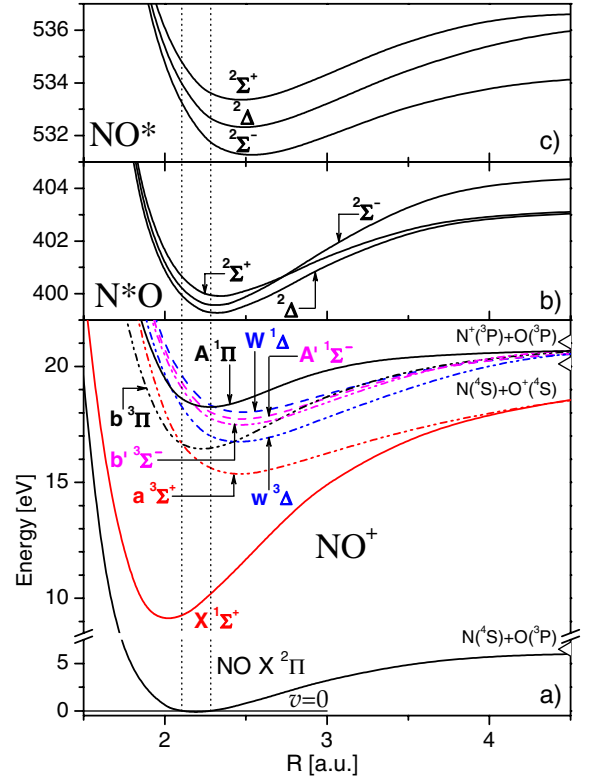 536
534
532
²Σ⁺
²Δ
²Σ⁻
NO*
c)
404
402
400
²Σ⁻
²Σ⁺
²Δ
N*O
b)
N⁺(³P)+O(³P)
20
15
10
5
0
A ¹Π
W ¹Δ
A' ¹Σ⁻
b ³Π
N(⁴S)+O⁺(⁴S)
b' ³Σ⁻
a ³Σ⁺
w ³Δ
NO⁺
X ¹Σ⁺
N(⁴S)+O(³P)
NO X ²Π
v=0
a)
Energy [eV]
2
3
4
R [a.u.]